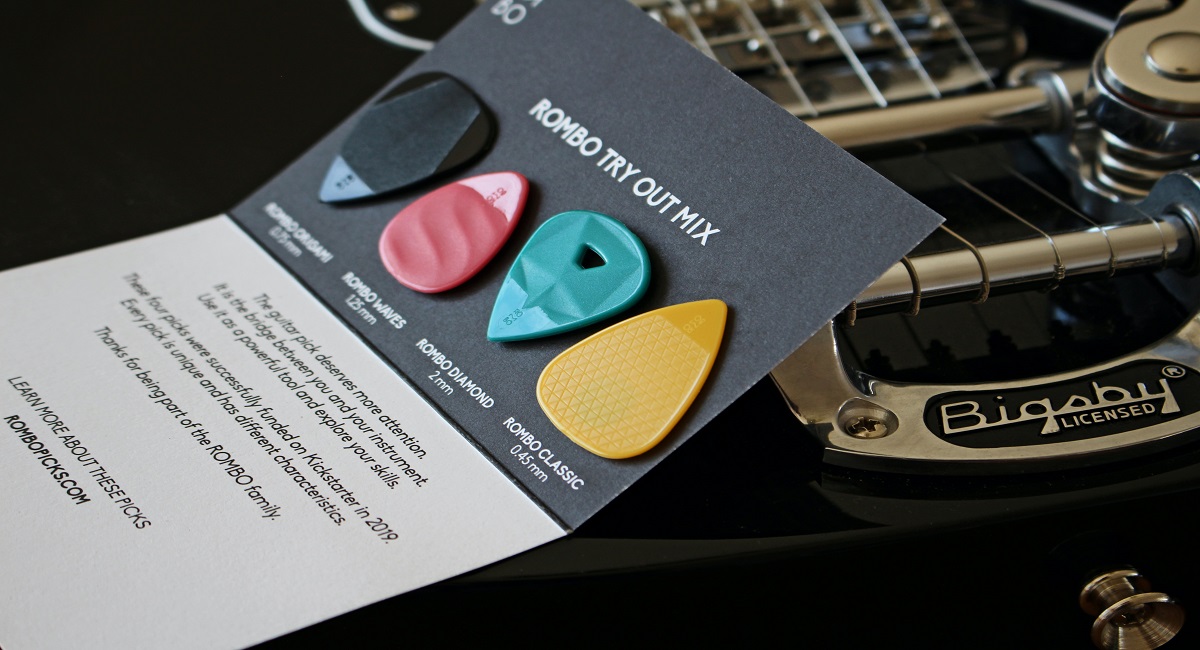 BO
ROMBO TRY OUT MIX
ROMBO ORIGAMI
0.75 mm
ROMBO WAVES
1.25 mm
ROMBO DIAMOND
2 mm
ROMBO CLASSIC
0.45 mm
The guitar pick deserves more attention.
It is the bridge between you and your instrument.
Use it as a powerful tool and explore your skills.
These four picks were successfully funded on Kickstarter in 2019.
Every pick is unique and has different characteristics.
Thanks for being part of the ROMBO family.
LEARN MORE ABOUT THESE PICKS
ROMBOPICKS.COM
Bigsby®
LICENSED